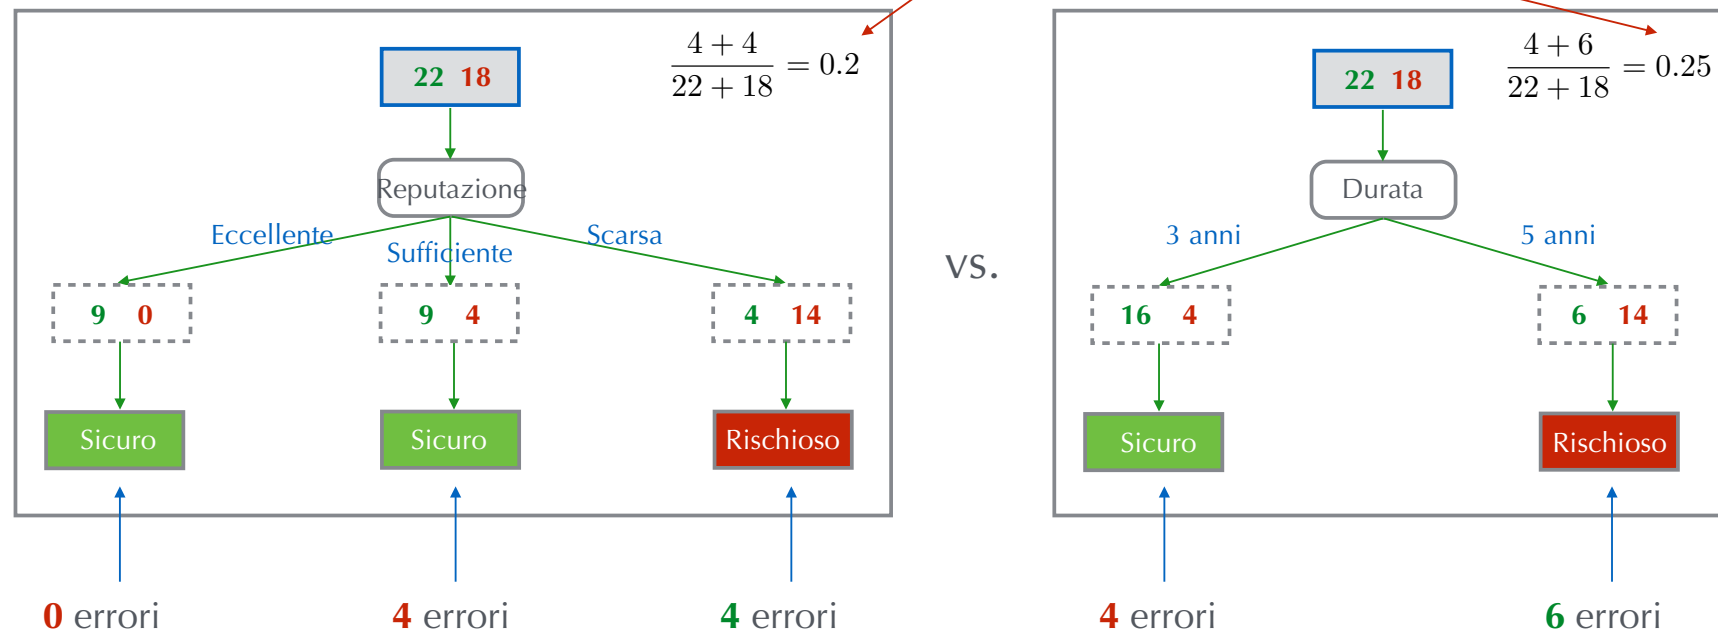 22 18
4 + 4
22 + 18
= 0.2
Reputazione
Eccellente
Sufficiente
Scarsa
9 0
9 4
4 14
Sicuro
Sicuro
Rischioso
0 errori
4 errori
4 errori
vs.
22 18
4 + 6
22 + 18
= 0.25
Durata
3 anni
5 anni
16 4
6 14
Sicuro
Rischioso
4 errori
6 errori